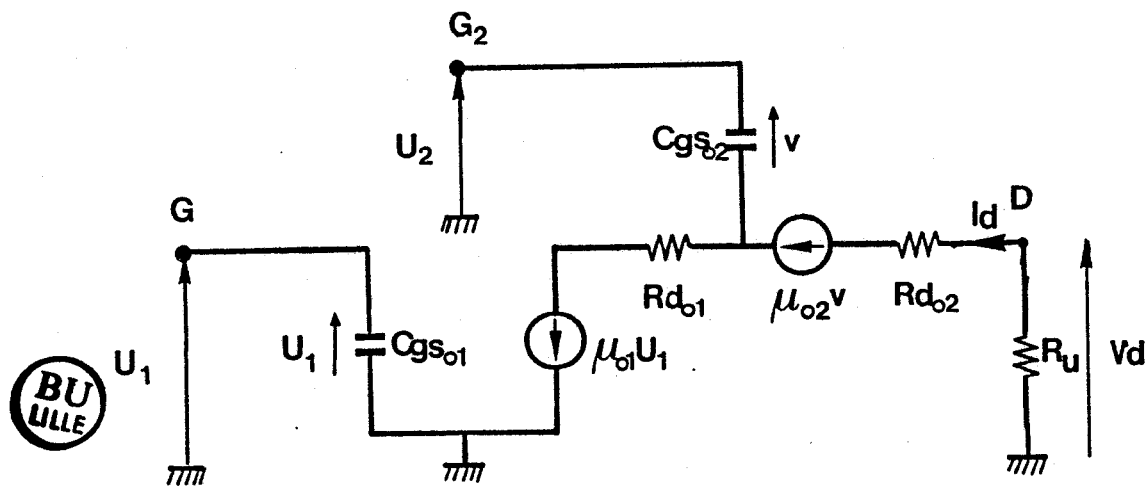 G₂
U₂
Cgsₒ₂
v
G
U₁
U₁
Cgsₒ₁
μₒ₁U₁
Rdₒ₁
μₒ₂v
Rdₒ₂
Id
D
Rᵤ
Vd
BU
LILLE